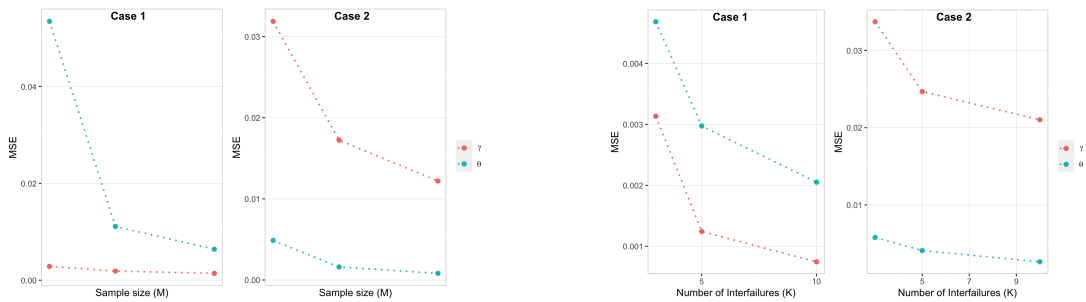 Case 1
MSE
0.04
0.02
0.00
Sample size (M)
Case 2
MSE
0.03
0.02
0.01
0.00
Sample size (M)
γ
θ
Case 1
MSE
0.004
0.003
0.002
0.001
5
10
Number of Interfailures (K)
Case 2
MSE
0.03
0.02
0.01
5
7
9
Number of Interfailures (K)
γ
θ